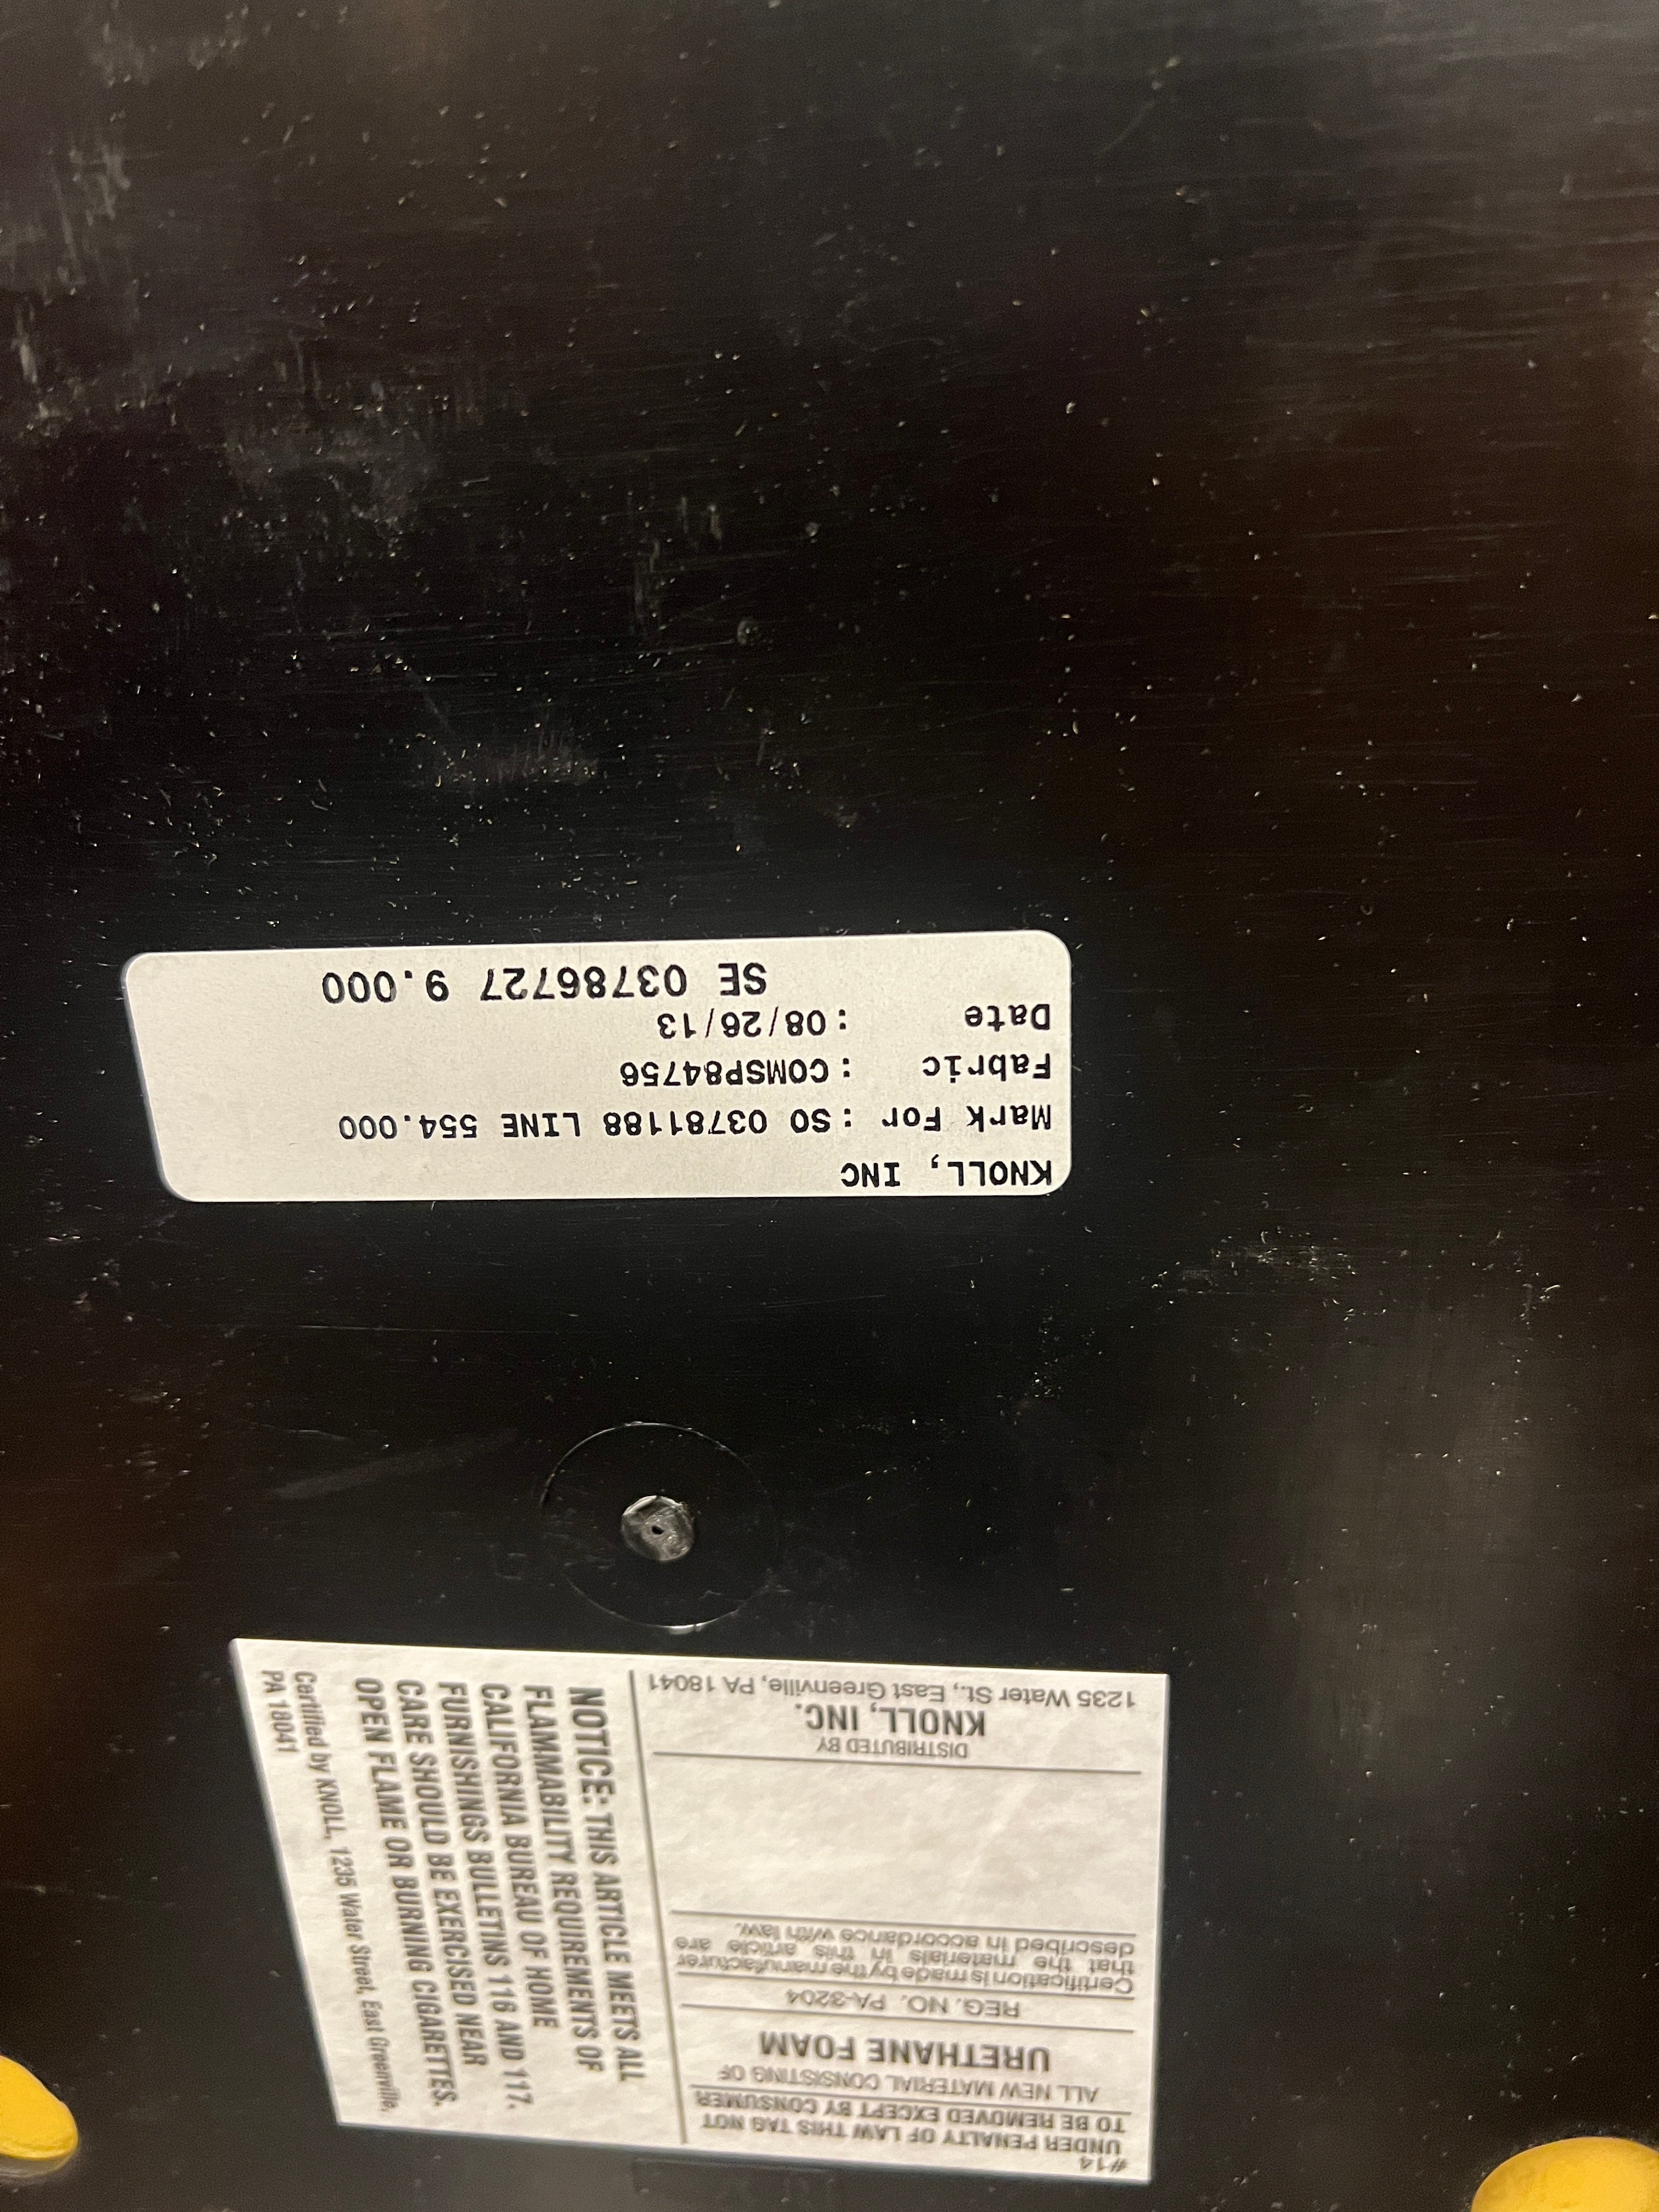 KNOLL, INC
Mark For : SO 03781188 LINE 554.000
Fabric : COMSP84756
Date : 08/26/13
SE 03786727 9.000
#14
UNDER PENALTY OF LAW THIS TAG NOT
TO BE REMOVED EXCEPT BY CONSUMER
ALL NEW MATERIAL CONSISTING OF
URETHANE FOAM
REG. NO. PA-3204
Certification is made by the manufacturer
that the materials in this article are
described in accordance with law.
DISTRIBUTED BY
KNOLL, INC.
1235 Water St., East Greenville, PA 18041
NOTICE: THIS ARTICLE MEETS ALL
FLAMMABILITY REQUIREMENTS OF
CALIFORNIA BUREAU OF HOME
FURNISHINGS BULLETINS 116 AND 117.
CARE SHOULD BE EXERCISED NEAR
OPEN FLAME OR BURNING CIGARETTES.
Certified by KNOLL, 1235 Water Street, East Greenville,
PA 18041